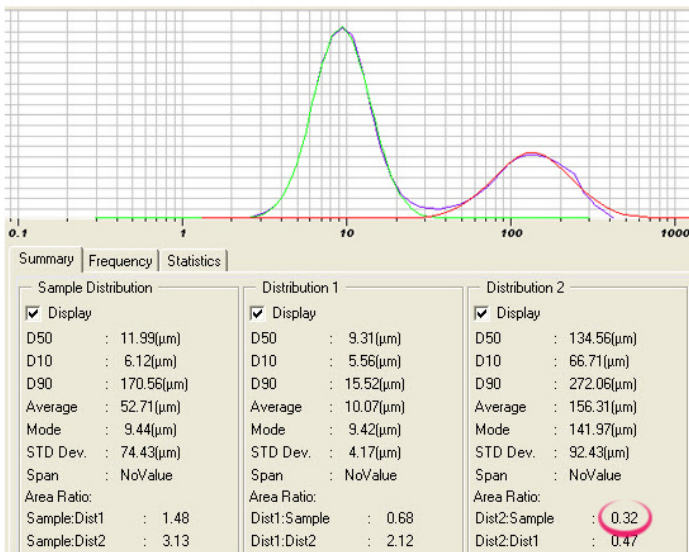 0.1 1 10 100 1000
Summary Frequency Statistics
Sample Distribution
Display
D50 : 11.99(µm)
D10 : 6.12(µm)
D90 : 170.56(µm)
Average : 52.71(µm)
Mode : 9.44(µm)
STD Dev. : 74.43(µm)
Span : NoValue
Area Ratio:
Sample:Dist1 : 1.48
Sample:Dist2 : 3.13
Distribution 1
Display
D50 : 9.31(µm)
D10 : 5.56(µm)
D90 : 15.52(µm)
Average : 10.07(µm)
Mode : 9.42(µm)
STD Dev. : 4.17(µm)
Span : NoValue
Area Ratio:
Dist1:Sample : 0.68
Dist1:Dist2 : 2.12
Distribution 2
Display
D50 : 134.56(µm)
D10 : 66.71(µm)
D90 : 272.06(µm)
Average : 156.31(µm)
Mode : 141.97(µm)
STD Dev. : 92.43(µm)
Span : NoValue
Area Ratio:
Dist2:Sample : 0.32
Dist2:Dist1 : 0.47